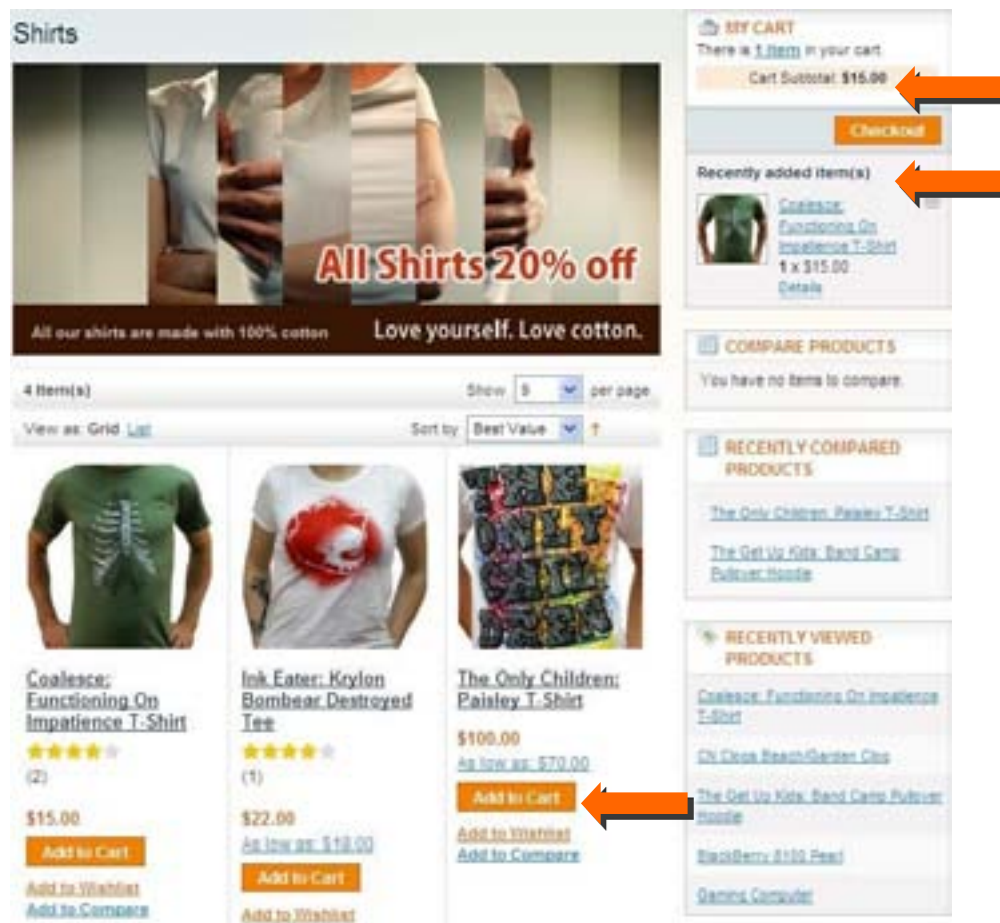 Shirts
All Shirts 20% off
All our shirts are made with 100% cotton
Love yourself. Love cotton.
4 Item(s)
Show 5 per page
View as: Grid List
Sort by Best Value
THE
ONLY
CHIL
DREN
Coalesce:
Functioning On
Impatience T-Shirt
(2)
$15.00
Add to Cart
Add to Wishlist
Add to Compare
Ink Eater: Krylon
Bombear Destroyed
Tee
(1)
$22.00
As low as: $19.00
Add to Cart
Add to Wishlist
The Only Children:
Paisley T-Shirt
$100.00
As low as: $70.00
Add to Cart
Add to Wishlist
Add to Compare
MY CART
There is 1 item in your cart.
Cart Subtotal: $15.00
Checkout
Recently added item(s)
Coalesce:
Functioning On
Impatience T-Shirt
1 x $15.00
Details
COMPARE PRODUCTS
You have no items to compare.
RECENTLY COMPARED
PRODUCTS
The Only Children: Paisley T-Shirt
The Get Up Kids: Band Camp
Pullover Hoodie
RECENTLY VIEWED
PRODUCTS
Coalesce: Functioning On Impatience
T-Shirt
CN Clogs Beach/Garden Clog
The Get Up Kids: Band Camp Pullover
Hoodie
BlackBerry 8100 Pearl
Gaming Computer